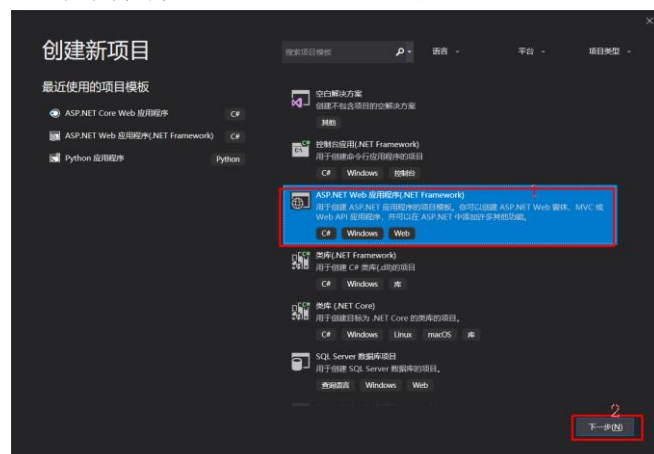 创建新项目
搜索项目模板
语言
平台
项目类型
最近使用的项目模板
ASP.NET Core Web 应用程序 C#
ASP.NET Web 应用程序(.NET Framework) C#
Python 应用程序 Python
空白解决方案
创建不包含项目的空解决方案
其他
控制台应用(.NET Framework)
用于创建命令行应用程序的项目
C# Windows 控制台
1
ASP.NET Web 应用程序(.NET Framework)
用于创建 ASP.NET 应用程序的项目模板。你可以创建 ASP.NET Web 窗体、MVC 或
Web API 应用程序，并可以在 ASP.NET 中添加许多其他功能。
C# Windows Web
类库(.NET Framework)
用于创建 C# 类库(.dll)的项目
C# Windows 库
类库 (.NET Core)
用于创建目标为 .NET Core 的类库的项目。
C# Windows Linux macOS 库
SQL Server 数据库项目
用于创建 SQL Server 数据库的项目。
查询语言 Windows Web
2
下一步(N)